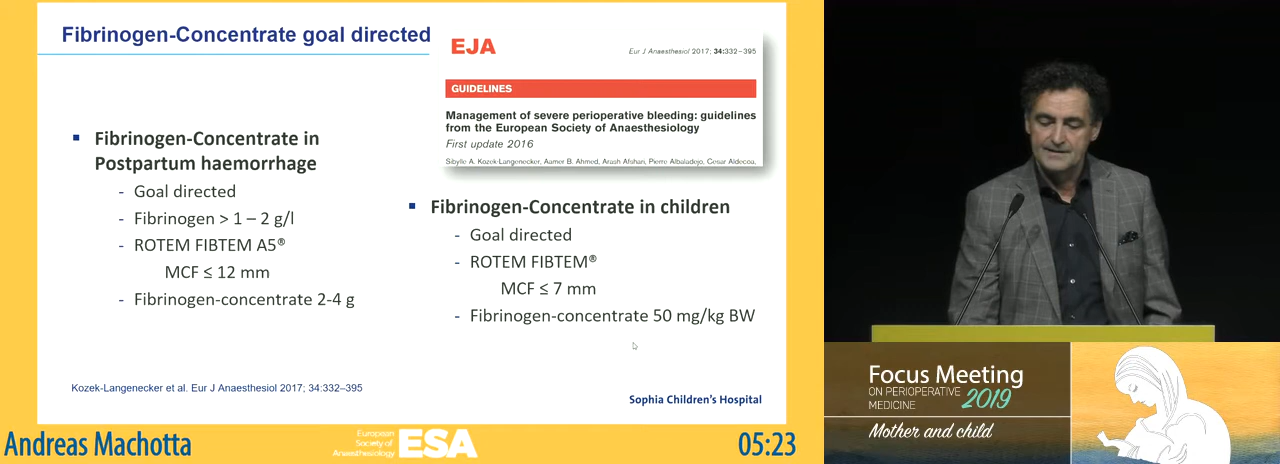 Fibrinogen-Concentrate goal directed
EJA
Eur J Anaesthesiol 2017; 34:332–395
GUIDELINES
Management of severe perioperative bleeding: guidelines
from the European Society of Anaesthesiology
First update 2016
Sibylle A. Kozek-Langenecker, Aamer B. Ahmed, Arash Afshari, Pierre Albaladejo, Cesar Aldecoa,
Fibrinogen-Concentrate in
Postpartum haemorrhage
- Goal directed
- Fibrinogen > 1 – 2 g/l
- ROTEM FIBTEM A5®
MCF ≤ 12 mm
- Fibrinogen-concentrate 2-4 g
Fibrinogen-Concentrate in children
- Goal directed
- ROTEM FIBTEM®
MCF ≤ 7 mm
- Fibrinogen-concentrate 50 mg/kg BW
Kozek-Langenecker et al. Eur J Anaesthesiol 2017; 34:332–395
Sophia Children's Hospital
Andreas Machotta
European
Society of
Anaesthesiology
ESA
05:23
Focus Meeting
ON PERIOPERATIVE
MEDICINE
2019
Mother and child